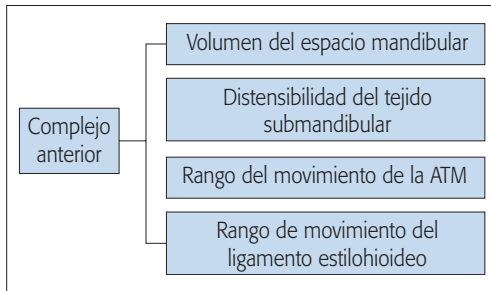 Complejo
anterior
Volumen del espacio mandibular
Distensibilidad del tejido
submandibular
Rango del movimiento de la ATM
Rango de movimiento del
ligamento estilohioideo